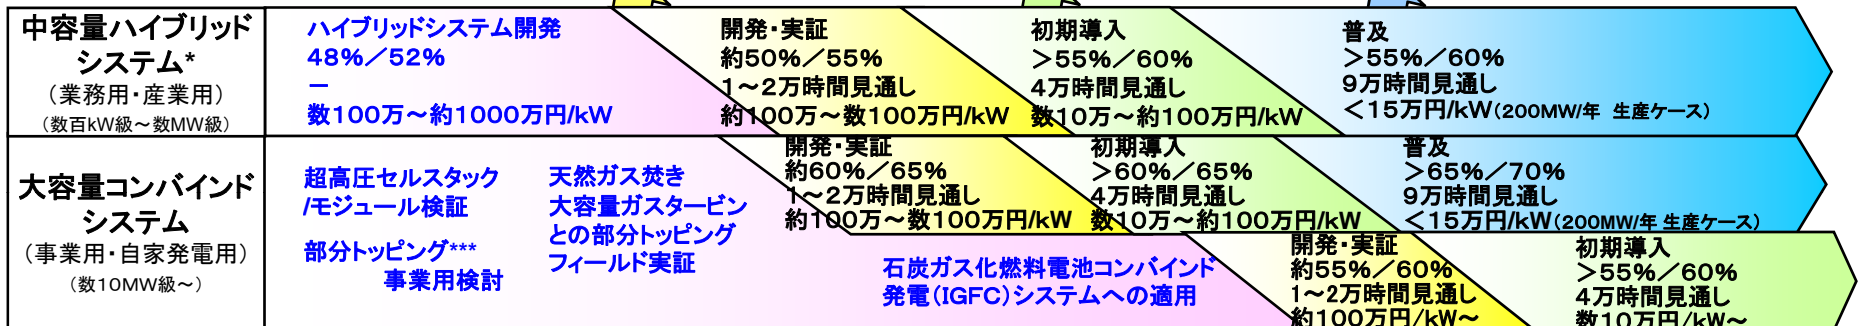 中容量ハイブリッド
システム*
（業務用・産業用）
（数百kW級～数MW級）
ハイブリッドシステム開発
48%／52%
－
数100万～約1000万円/kW
開発・実証
約50%／55%
1～2万時間見通し
約100万～数100万円/kW
初期導入
＞55%／60%
4万時間見通し
数10万～約100万円/kW
普及
＞55%／60%
9万時間見通し
＜15万円/kW（200MW/年 生産ケース）
大容量コンバインド
システム
（事業用・自家発電用）
（数10MW級～）
超高圧セルスタック
/モジュール検証
部分トッピング***
事業用検討
天然ガス焚き
大容量ガスタービン
との部分トッピング
フィールド実証
開発・実証
約60%／65%
1～2万時間見通し
約100万～数100万円/kW
初期導入
＞60%／65%
4万時間見通し
数10万～約100万円/kW
普及
＞65%／70%
9万時間見通し
＜15万円/kW（200MW/年 生産ケース）
石炭ガス化燃料電池コンバインド
発電（IGFC）システムへの適用
開発・実証
約55%／60%
1～2万時間見通し
約100万円/kW～
初期導入
＞55%／60%
4万時間見通し
数10万円/kW～